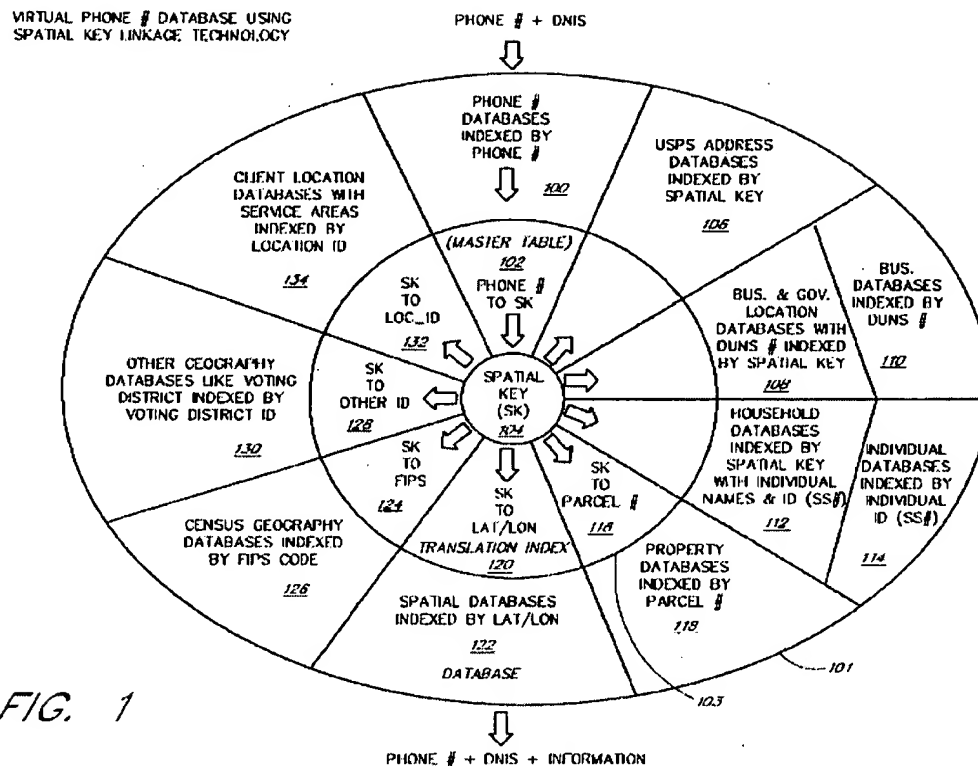 VIRTUAL PHONE # DATABASE USING
SPATIAL KEY LINKAGE TECHNOLOGY
PHONE # + DNIS
PHONE #
DATABASES
INDEXED BY
PHONE #
100
USPS ADDRESS
DATABASES
INDEXED BY
SPATIAL KEY
106
CLIENT LOCATION
DATABASES WITH
SERVICE AREAS
INDEXED BY
LOCATION ID
134
(MASTER TABLE)
102
PHONE #
TO SK
SK
TO
LOC_ID
132
BUS. & GOV.
LOCATION
DATABASES WITH
DUNS # INDEXED
BY SPATIAL KEY
108
BUS.
DATABASES
INDEXED BY
DUNS #
110
OTHER GEOGRAPHY
DATABASES LIKE VOTING
DISTRICT INDEXED BY
VOTING DISTRICT ID
130
SK
TO
OTHER ID
128
SPATIAL
KEY
(SK)
104
HOUSEHOLD
DATABASES
INDEXED BY
SPATIAL KEY
WITH INDIVIDUAL
NAMES & ID (SS#)
112
INDIVIDUAL
DATABASES
INDEXED BY
INDIVIDUAL
ID (SS#)
114
SK
TO
FIPS
124
SK
TO
LAT/LON
TRANSLATION INDEX
120
SK
TO
PARCEL #
116
CENSUS GEOGRAPHY
DATABASES INDEXED
BY FIPS CODE
126
SPATIAL DATABASES
INDEXED BY LAT/LON
122
DATABASE
PROPERTY
DATABASES
INDEXED BY
PARCEL #
118
101
103
FIG. 1
PHONE # + DNIS + INFORMATION